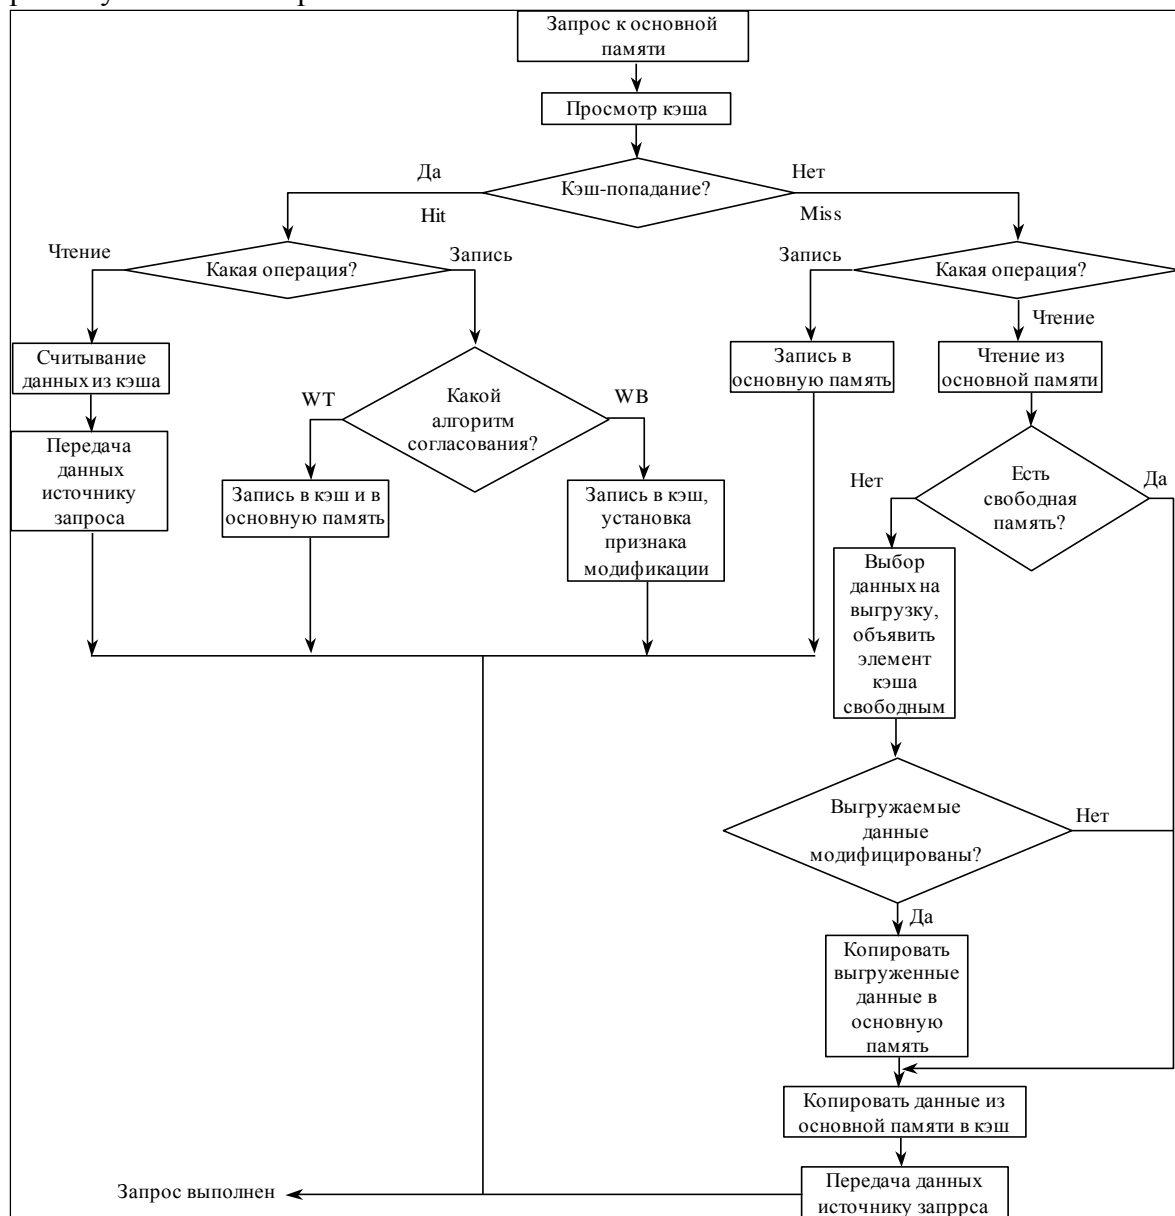 Запрос к основной
памяти
Просмотр кэша
Кэш-попадание?
Да
Hit
Нет
Miss
Чтение
Какая операция?
Запись
Запись
Какая операция?
Чтение
Считывание
данных из кэша
Передача
данных
источнику
запроса
WT
Какой
алгоритм
согласования?
WB
Запись в кэш и в
основную память
Запись в кэш,
установка
признака
модификации
Запись в
основную память
Чтение из
основной памяти
Нет
Есть
свободная
память?
Да
Выбор
данных на
выгрузку,
объявить
элемент
кэша
свободным
Выгружаемые
данные
модифицированы?
Нет
Да
Копировать
выгруженные
данные в
основную
память
Копировать данные из
основной памяти в кэш
Передача данных
источнику запррса
Запрос выполнен